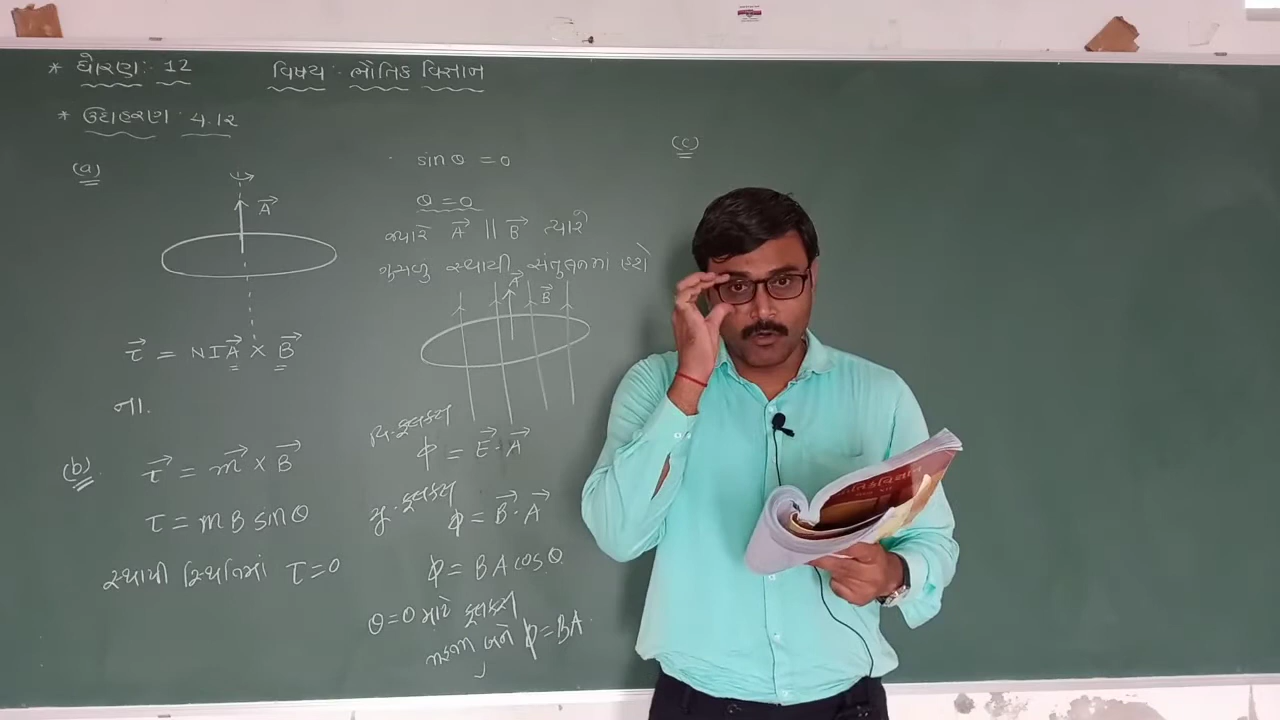 * ધોરણ : 12 વિષય : ભૌતિક વિજ્ઞાન
* ઉદાહરણ : 4.12
(a)
A⃗
τ⃗ = NIA⃗ × B⃗
ના.
(b) τ⃗ = m⃗ × B⃗
τ = mB sinθ
સ્થાયી સ્થિતિમાં τ = 0
sinθ = 0
θ = 0
જ્યારે A⃗ || B⃗ ત્યારે
ગુંચળું સ્થાયી સંતુલનમાં હશે
A⃗ B⃗
વિ. ફ્લક્સ
ϕ = E⃗ · A⃗
ચુ. ફ્લક્સ
ϕ = B⃗ · A⃗
ϕ = BA cosθ
θ = 0 માટે ફ્લક્સ
મહત્તમ બને ϕ = BA
(c)